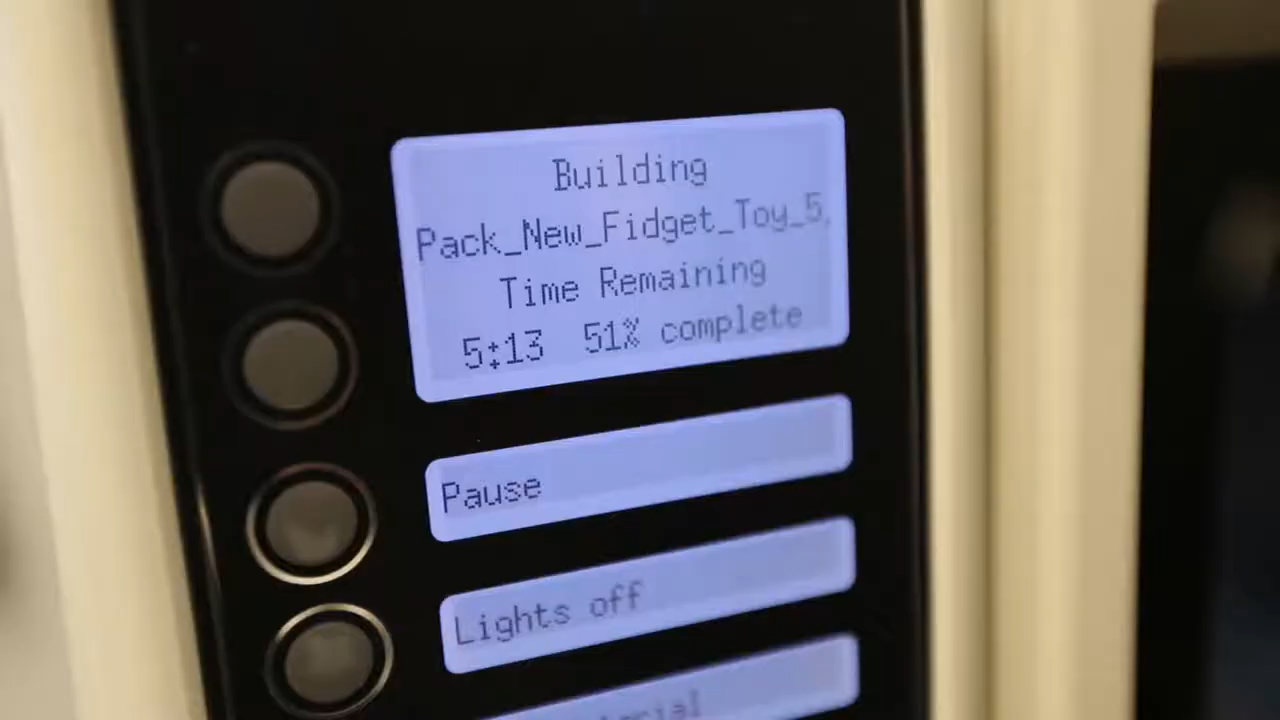 Building
Pack_New_Fidget_Toy_5
Time Remaining
5:13 51% complete
Pause
Lights off